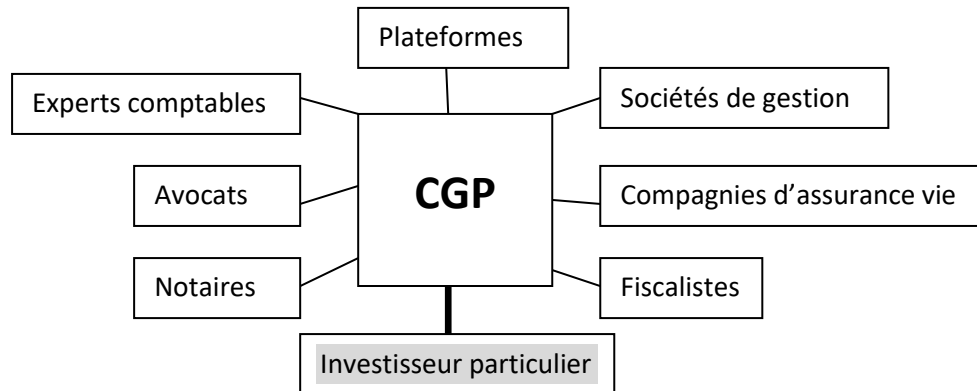 Plateformes
Experts comptables
Sociétés de gestion
CGP
Avocats
Compagnies d’assurance vie
Notaires
Fiscalistes
Investisseur particulier